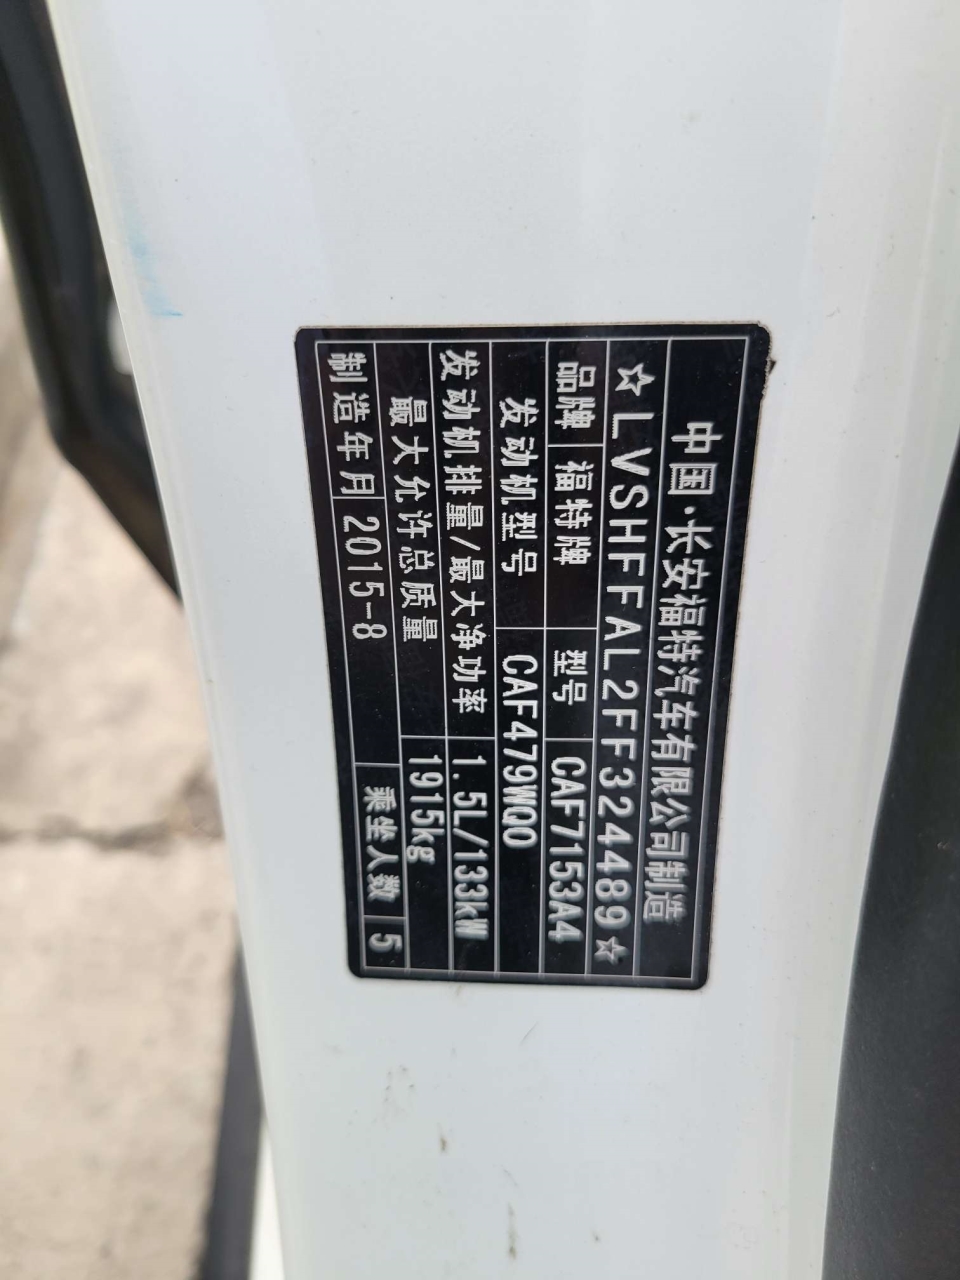 中国·长安福特汽车有限公司制造
☆LVSHFFAL2FF324489☆
品牌 福特牌 型号 CAF7153A4
发动机型号 CAF479WQ0
发动机排量/最大净功率 1.5L/133kW
最大允许总质量 1915kg
制造年月 2015-8 乘坐人数 5